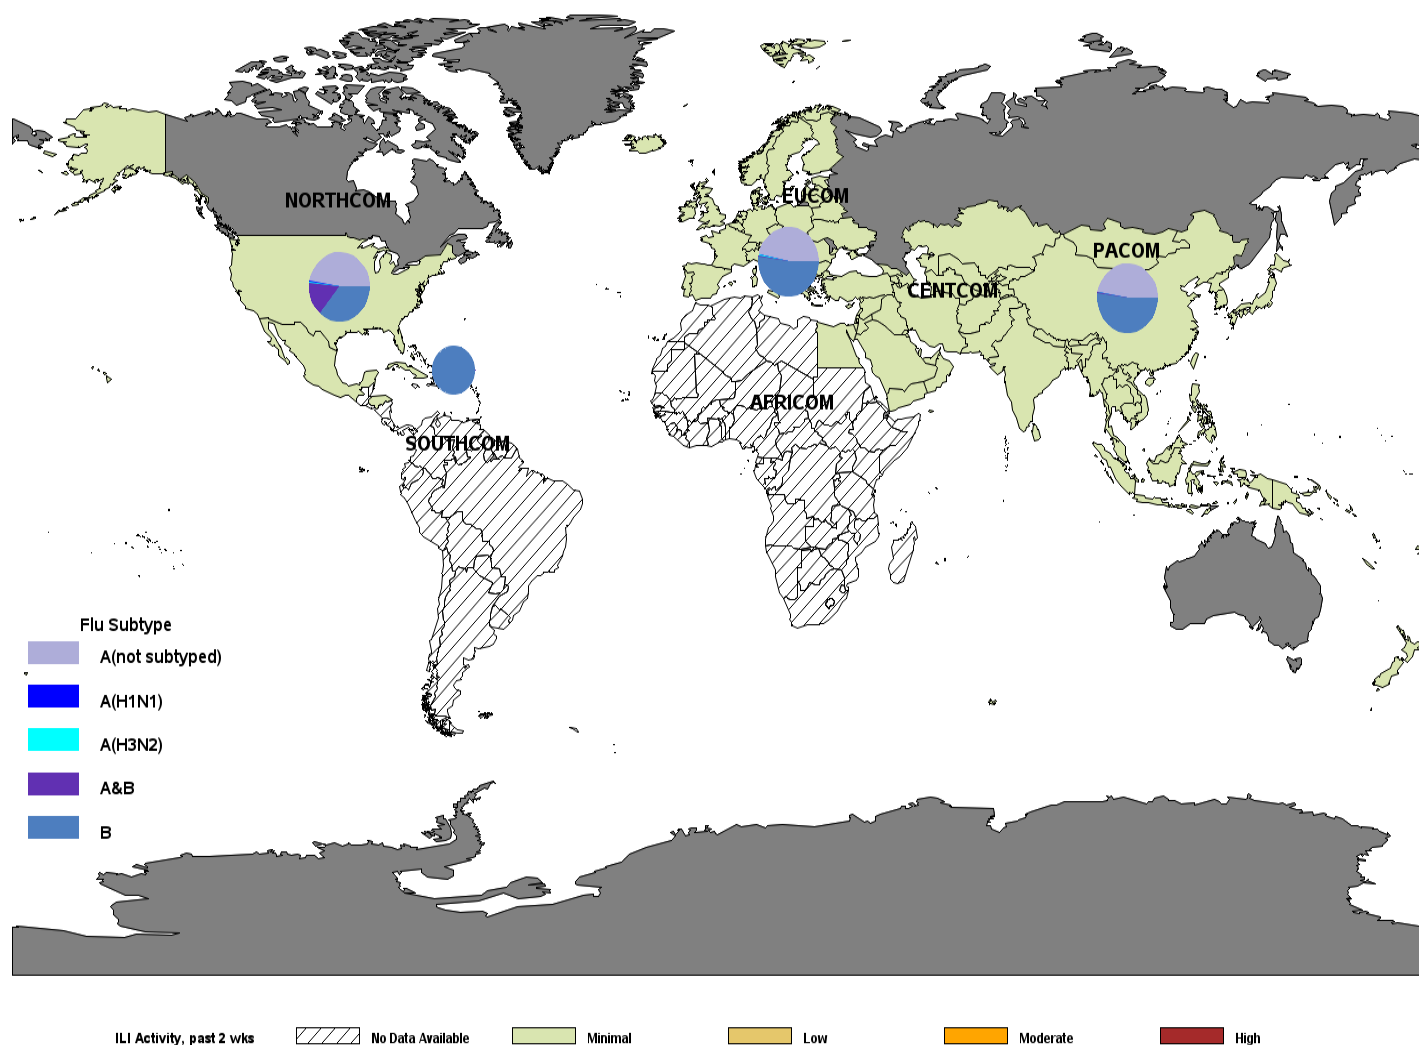 EUCOM
NORTHCOM
PACOM
CENTCOM
AFRICOM
SOUTHCOM
Flu Subtype
A(not subtyped)
A(H1N1)
A(H3N2)
A&B
B
ILI Activity, past 2 wks No Data Available Minimal Low Moderate High